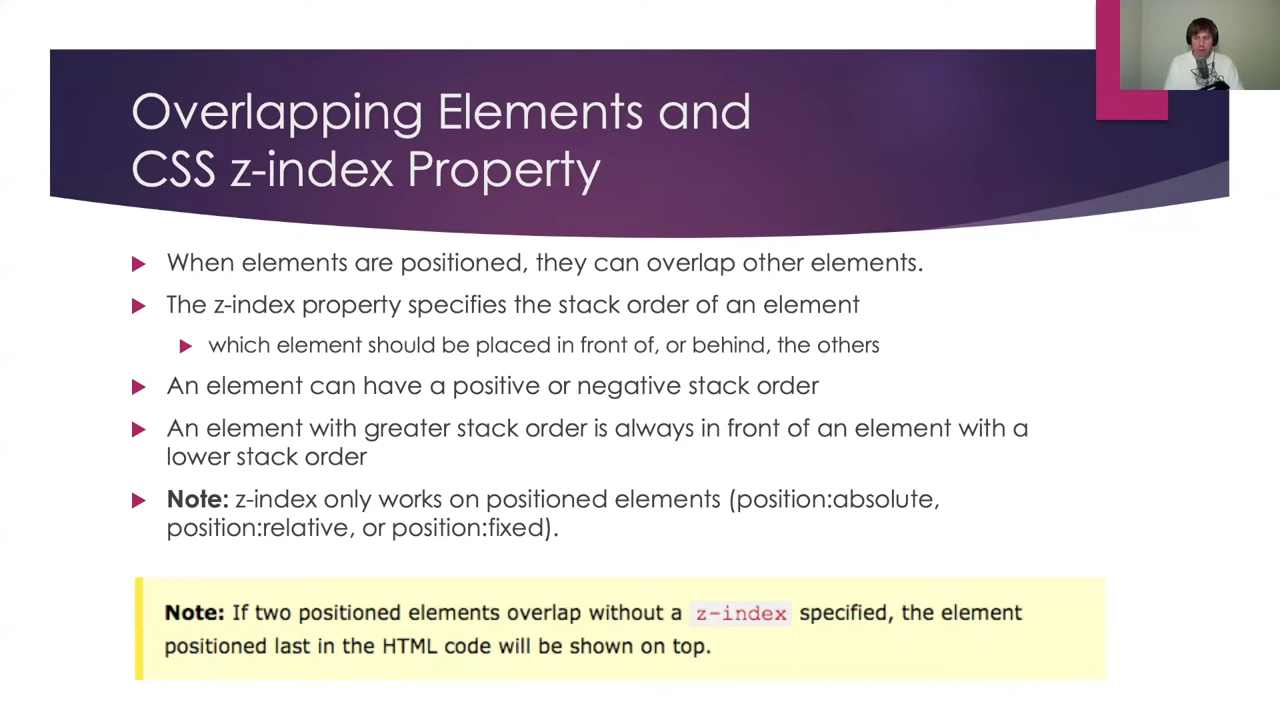 Overlapping Elements and
CSS z-index Property
When elements are positioned, they can overlap other elements.
The z-index property specifies the stack order of an element
which element should be placed in front of, or behind, the others
An element can have a positive or negative stack order
An element with greater stack order is always in front of an element with a
lower stack order
Note: z-index only works on positioned elements (position:absolute,
position:relative, or position:fixed).
Note: If two positioned elements overlap without a z-index specified, the element
positioned last in the HTML code will be shown on top.